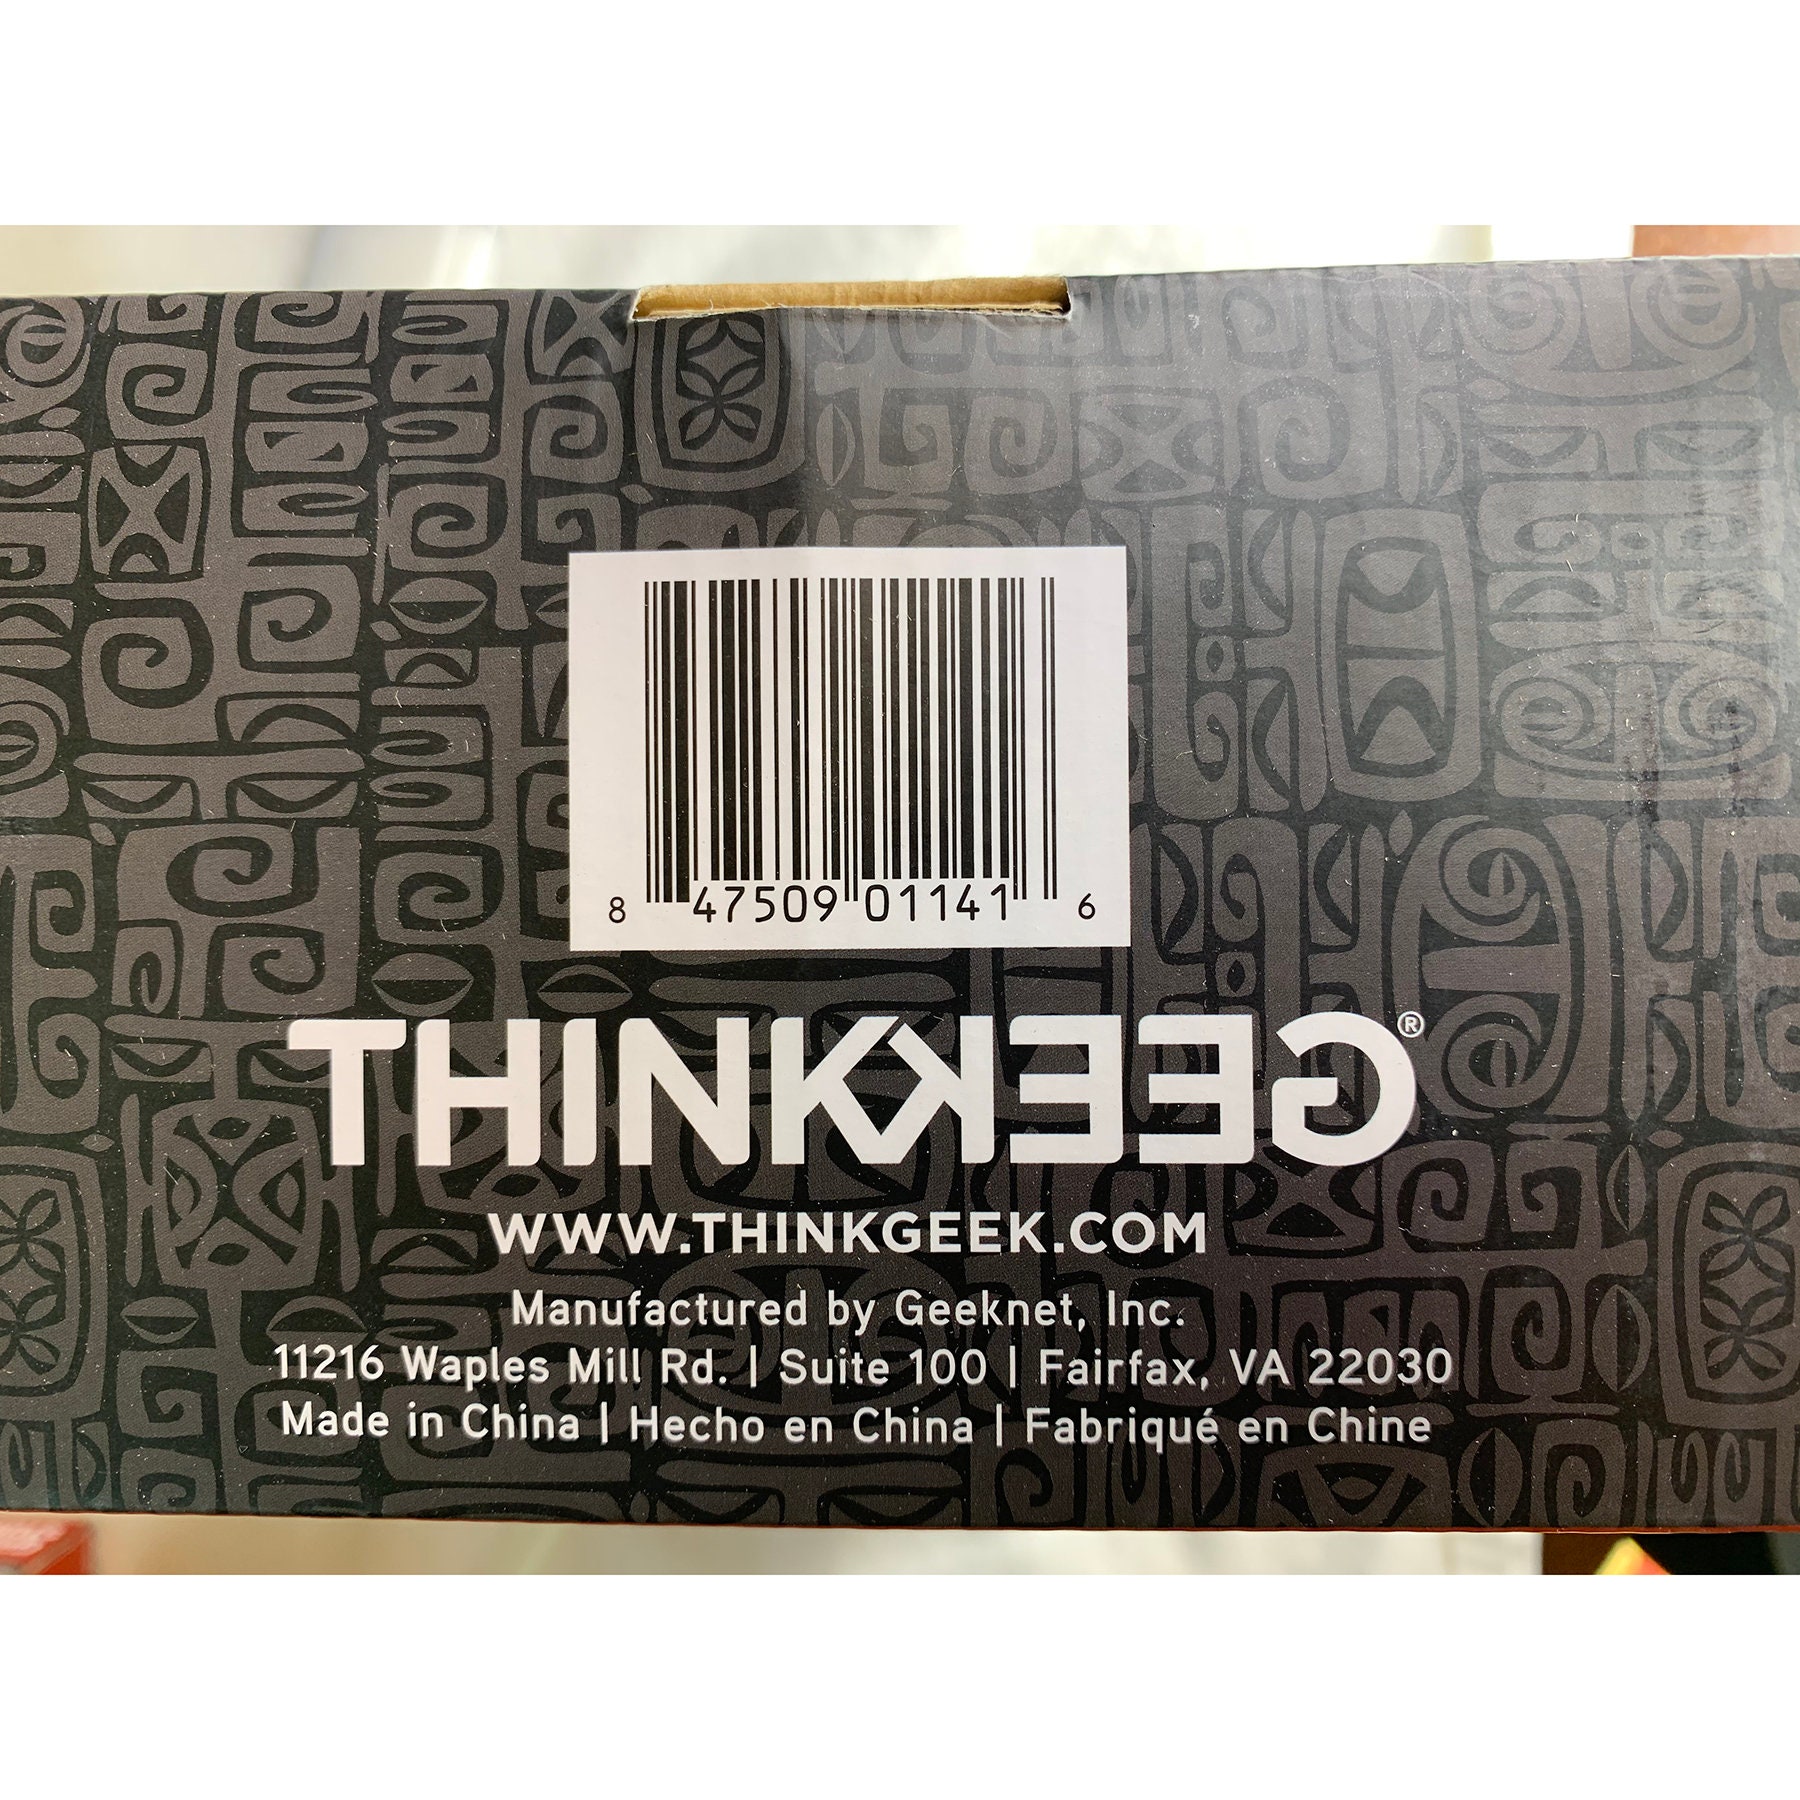 8 47509 01141 6
THINKGEEK®
WWW.THINKGEEK.COM
Manufactured by Geeknet, Inc.
11216 Waples Mill Rd. | Suite 100 | Fairfax, VA 22030
Made in China | Hecho en China | Fabriqué en Chine